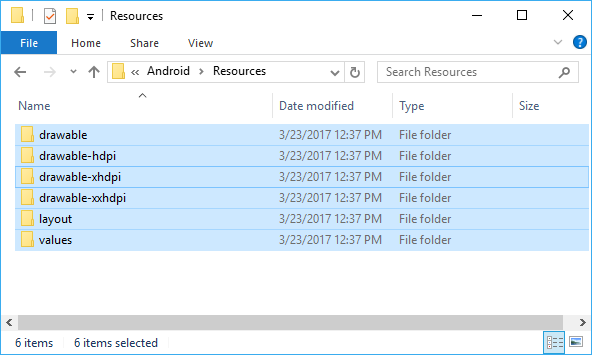 Resources
File Home Share View
« Android > Resources Search Resources
Name Date modified Type Size
drawable 3/23/2017 12:37 PM File folder
drawable-hdpi 3/23/2017 12:37 PM File folder
drawable-xhdpi 3/23/2017 12:37 PM File folder
drawable-xxhdpi 3/23/2017 12:37 PM File folder
layout 3/23/2017 12:37 PM File folder
values 3/23/2017 12:37 PM File folder
6 items 6 items selected